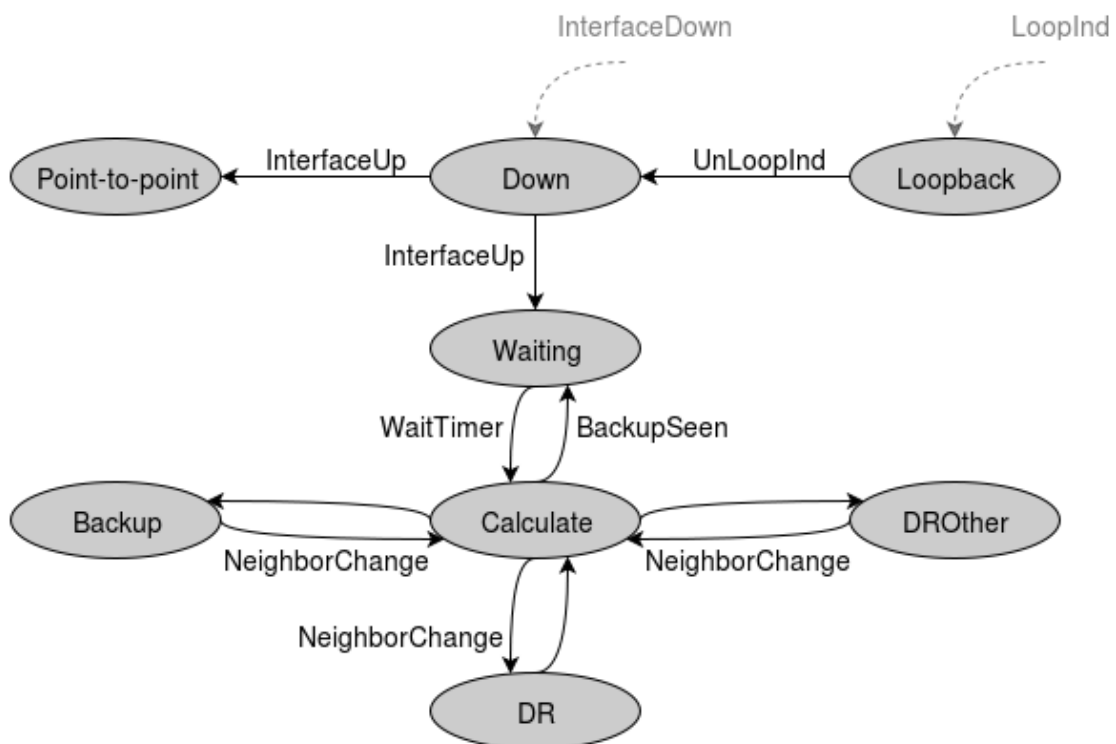 InterfaceDown
LoopInd
Point-to-point
InterfaceUp
Down
UnLoopInd
Loopback
InterfaceUp
Waiting
WaitTimer
BackupSeen
Backup
Calculate
DROther
NeighborChange
NeighborChange
NeighborChange
DR